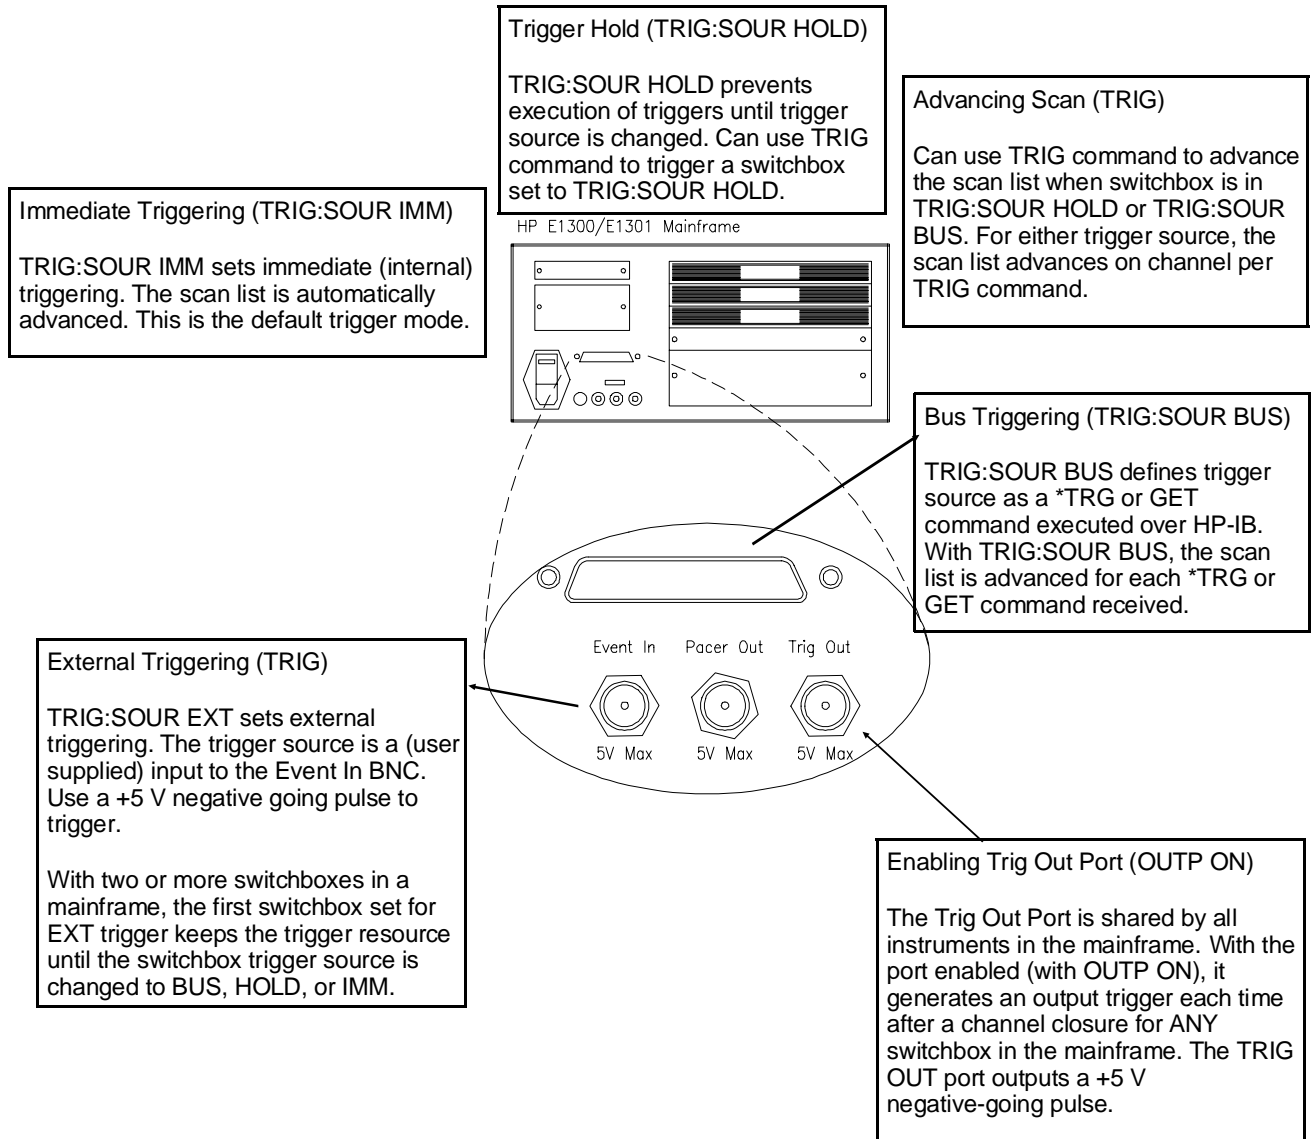 Trigger Hold (TRIG:SOUR HOLD)
TRIG:SOUR HOLD prevents
execution of triggers until trigger
source is changed. Can use TRIG
command to trigger a switchbox
set to TRIG:SOUR HOLD.
Advancing Scan (TRIG)
Can use TRIG command to advance
the scan list when switchbox is in
TRIG:SOUR HOLD or TRIG:SOUR
BUS. For either trigger source, the
scan list advances on channel per
TRIG command.
Immediate Triggering (TRIG:SOUR IMM)
TRIG:SOUR IMM sets immediate (internal)
triggering. The scan list is automatically
advanced. This is the default trigger mode.
HP E1300/E1301 Mainframe
Bus Triggering (TRIG:SOUR BUS)
TRIG:SOUR BUS defines trigger
source as a *TRG or GET
command executed over HP-IB.
With TRIG:SOUR BUS, the scan
list is advanced for each *TRG or
GET command received.
Event In Pacer Out Trig Out
5V Max 5V Max 5V Max
External Triggering (TRIG)
TRIG:SOUR EXT sets external
triggering. The trigger source is a (user
supplied) input to the Event In BNC.
Use a +5 V negative going pulse to
trigger.
With two or more switchboxes in a
mainframe, the first switchbox set for
EXT trigger keeps the trigger resource
until the switchbox trigger source is
changed to BUS, HOLD, or IMM.
Enabling Trig Out Port (OUTP ON)
The Trig Out Port is shared by all
instruments in the mainframe. With the
port enabled (with OUTP ON), it
generates an output trigger each time
after a channel closure for ANY
switchbox in the mainframe. The TRIG
OUT port outputs a +5 V
negative-going pulse.